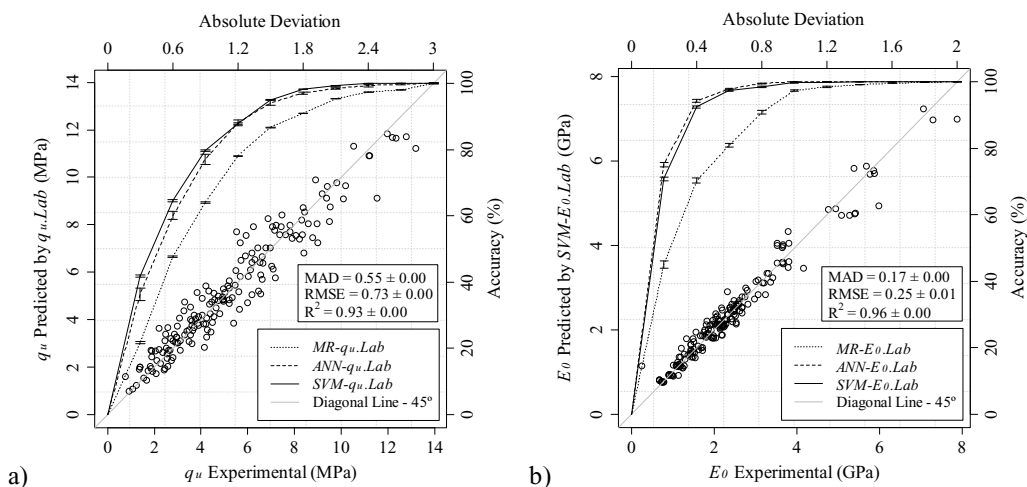 Absolute Deviation
0 0.6 1.2 1.8 2.4 3
14
12
10
8
6
4
2
0
qu Predicted by qu.Lab (MPa)
100
80
60
40
20
0
Accuracy (%)
MAD = 0.55 ± 0.00
RMSE = 0.73 ± 0.00
R² = 0.93 ± 0.00
MR-qu.Lab
ANN-qu.Lab
SVM-qu.Lab
Diagonal Line - 45º
0 2 4 6 8 10 12 14
qu Experimental (MPa)
a)
Absolute Deviation
0 0.4 0.8 1.2 1.6 2
8
6
4
2
0
E0 Predicted by SVM-E0.Lab (GPa)
100
80
60
40
20
0
Accuracy (%)
MAD = 0.17 ± 0.00
RMSE = 0.25 ± 0.01
R² = 0.96 ± 0.00
MR-E0.Lab
ANN-E0.Lab
SVM-E0.Lab
Diagonal Line - 45º
0 2 4 6 8
E0 Experimental (GPa)
b)